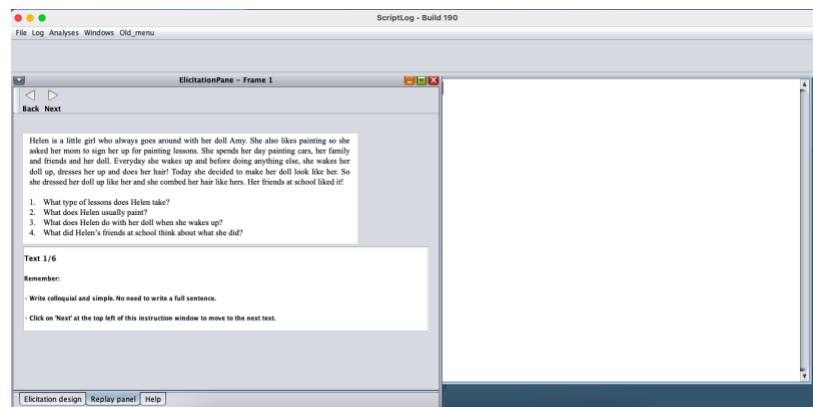 ScriptLog - Build 190
File Log Analyses Windows Old_menu
ElicitationPane - Frame 1
Back Next
Helen is a little girl who always goes around with her doll Amy. She also likes painting so she
asked her mom to sign her up for painting lessons. She spends her day painting cars, her family
and friends and her doll. Everyday she wakes up and before doing anything else, she wakes her
doll up, dresses her up and does her hair! Today she decided to make her doll look like her. So
she dressed her doll up like her and she combed her hair like hers. Her friends at school liked it!
1. What type of lessons does Helen take?
2. What does Helen usually paint?
3. What does Helen do with her doll when she wakes up?
4. What did Helen's friends at school think about what she did?
Text 1/6
Remember:
- Write colloquial and simple. No need to write a full sentence.
- Click on 'Next' at the top left of this instruction window to move to the next text.
Elicitation design Replay panel Help